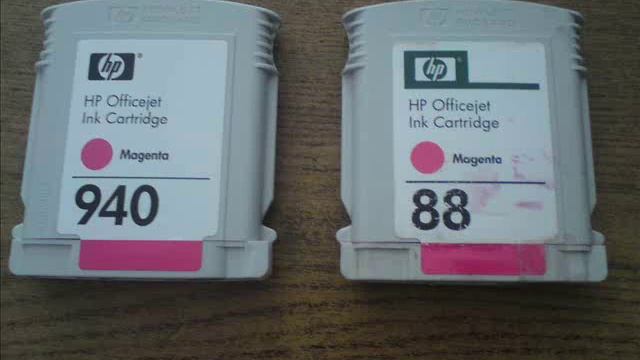 hp
HP Officejet
Ink Cartridge
Magenta
940
hp
HP Officejet
Ink Cartridge
Magenta
88